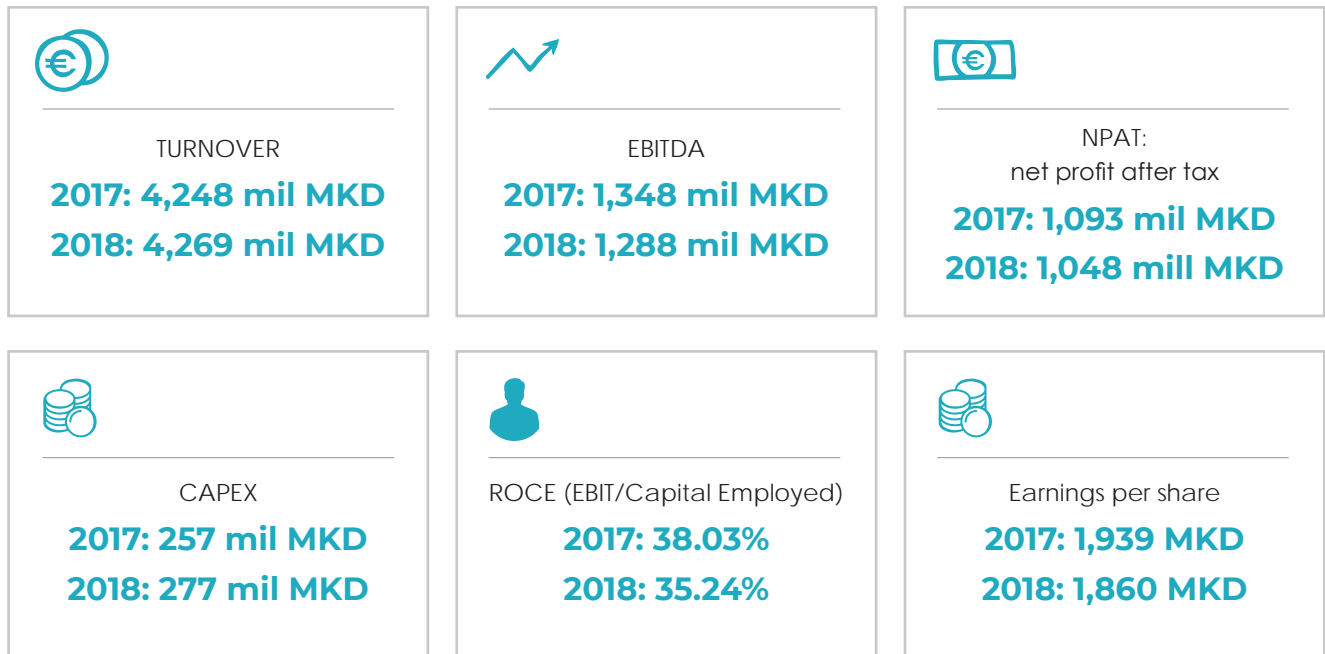 TURNOVER
2017: 4,248 mil MKD
2018: 4,269 mil MKD
EBITDA
2017: 1,348 mil MKD
2018: 1,288 mil MKD
NPAT:
net profit after tax
2017: 1,093 mil MKD
2018: 1,048 mill MKD
CAPEX
2017: 257 mil MKD
2018: 277 mil MKD
ROCE (EBIT/Capital Employed)
2017: 38.03%
2018: 35.24%
Earnings per share
2017: 1,939 MKD
2018: 1,860 MKD